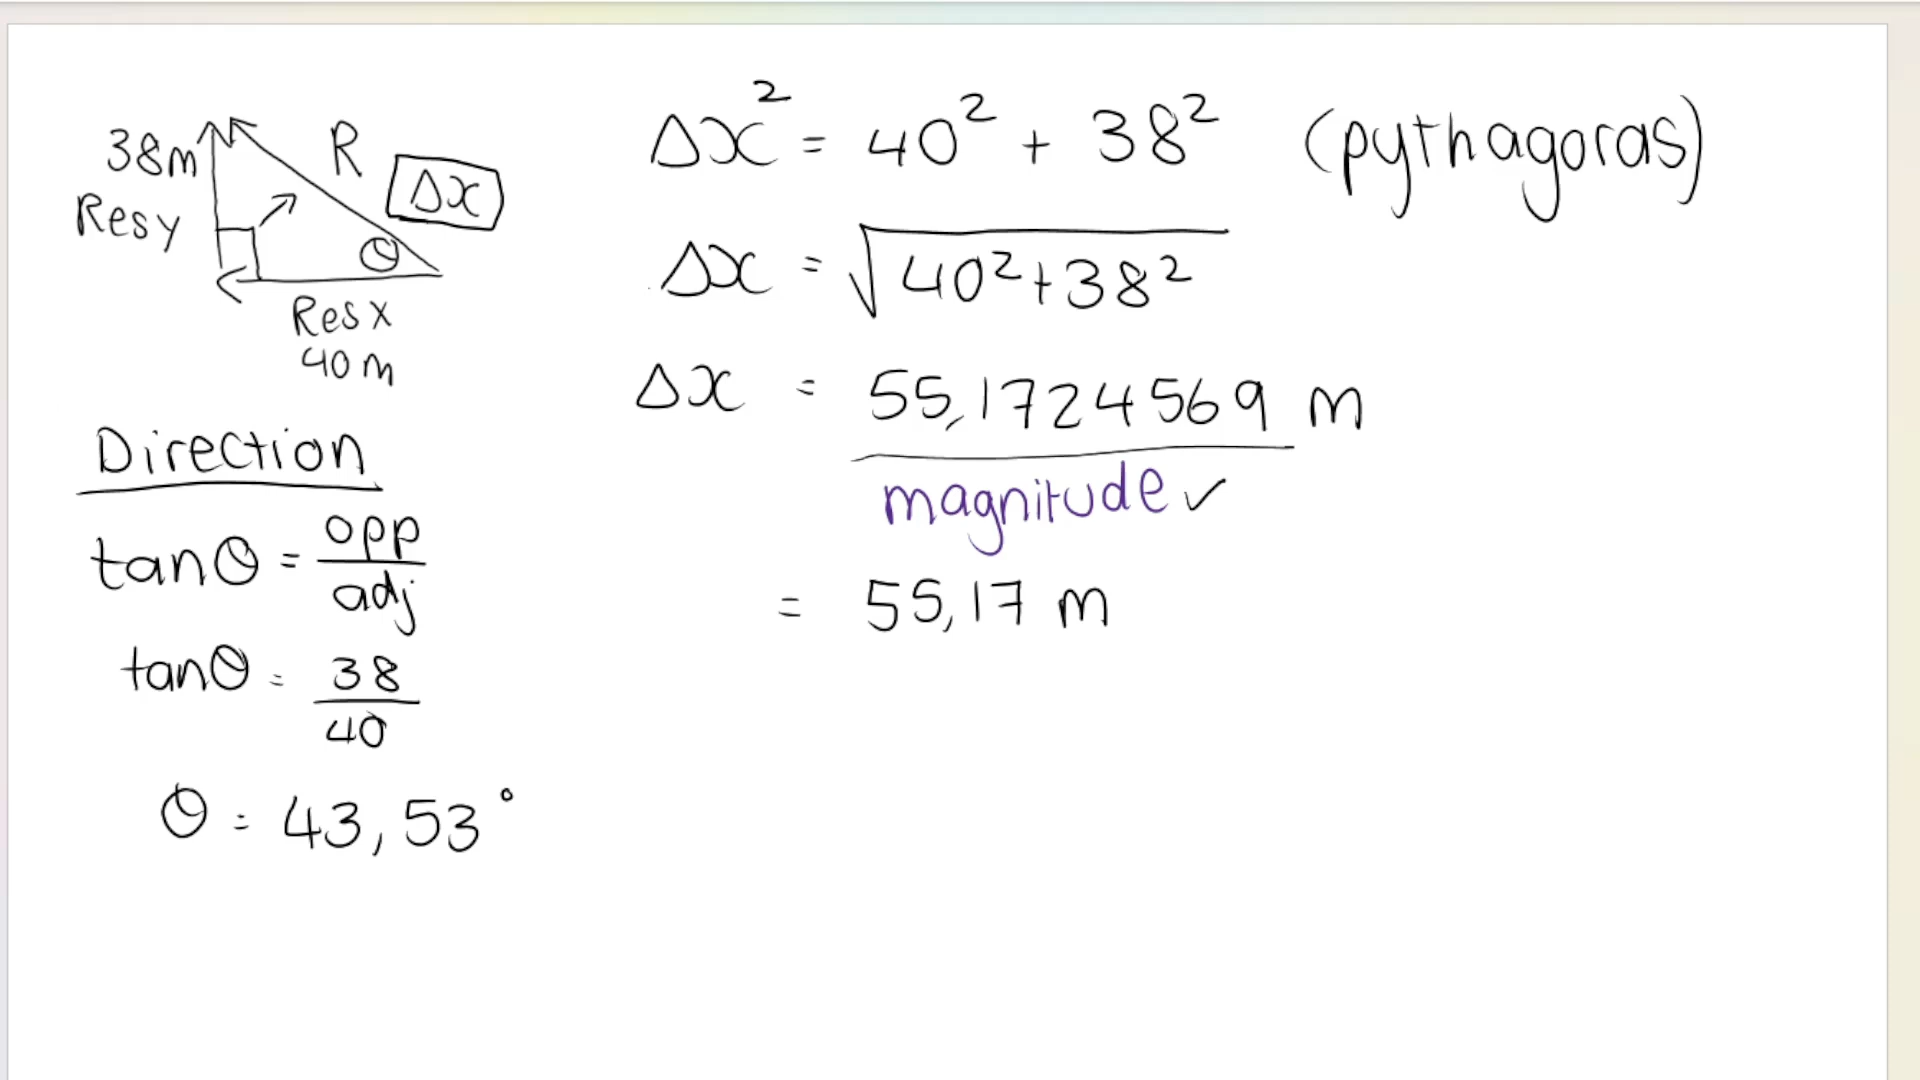 38m
R
Δx
Res y
θ
Res x
40 m
Δx² = 40² + 38² (pythagoras)
Δx = √40²+38²
Δx = 55,1724569 m
magnitude ✓
= 55,17 m
Direction
tanθ = opp
adj
tanθ = 38
40
θ = 43,53°